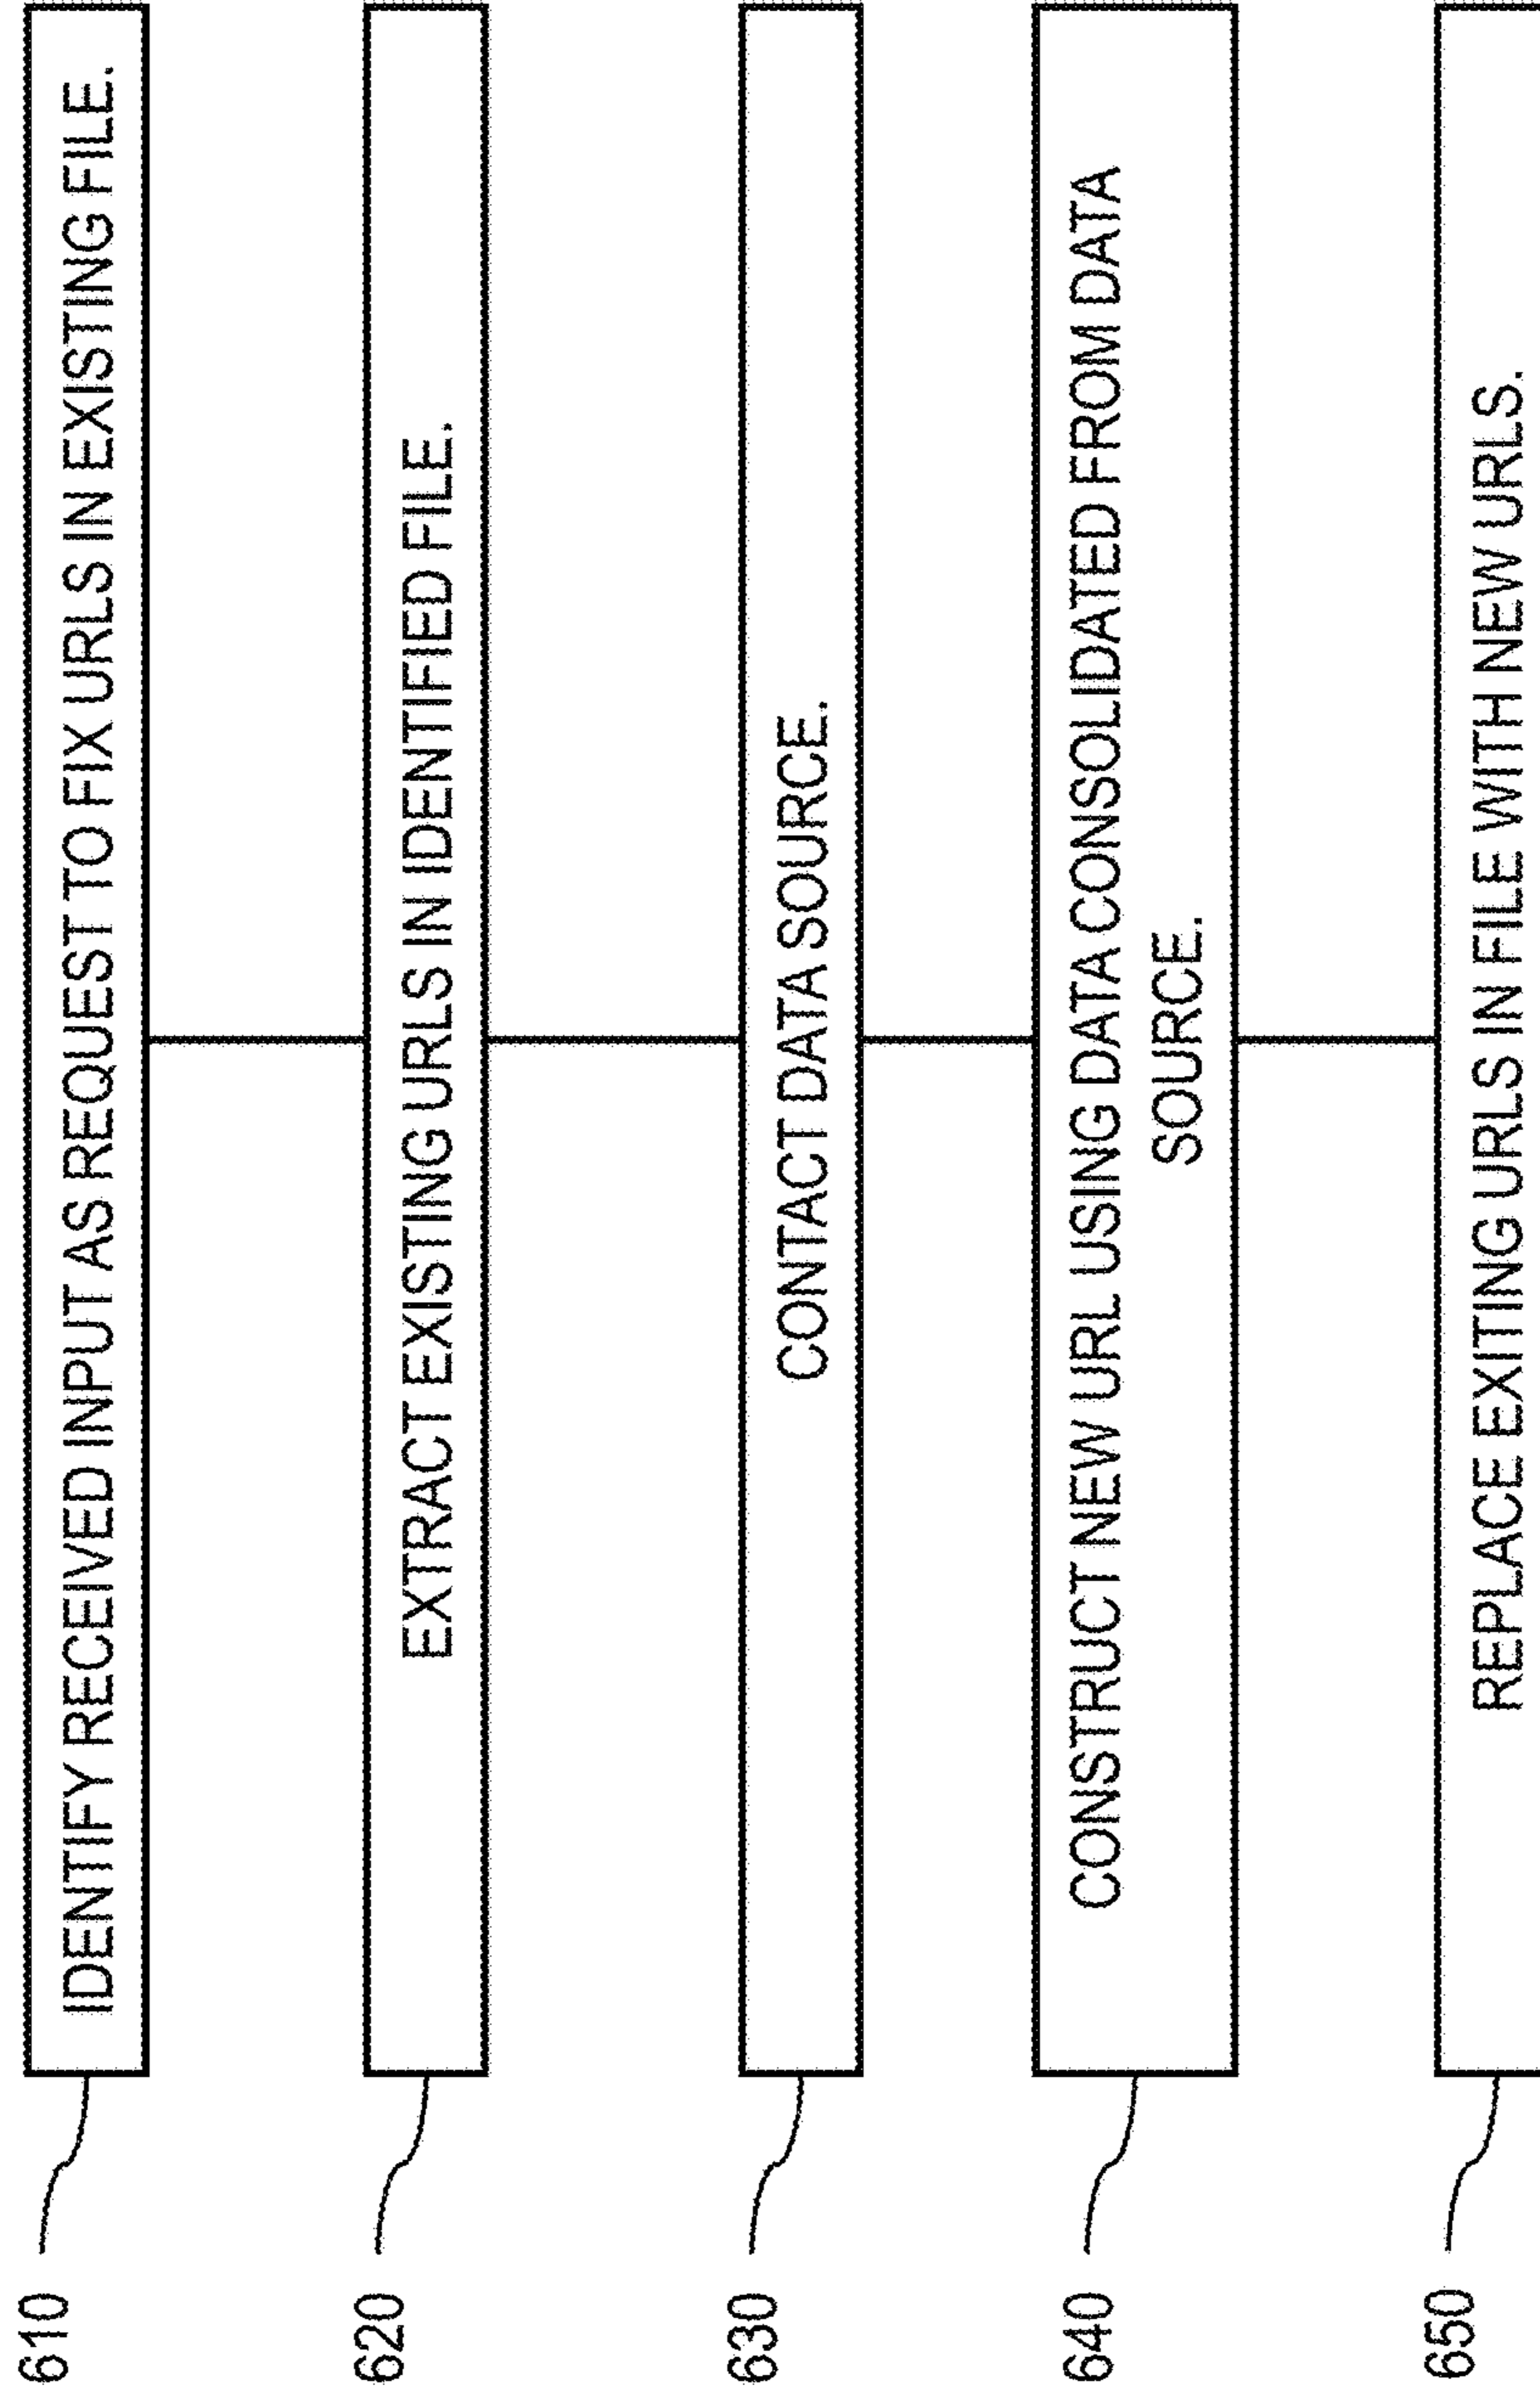 610
IDENTIFY RECEIVED INPUT AS REQUEST TO FIX URLS IN EXISTING FILE.
620
EXTRACT EXISTING URLS IN IDENTIFIED FILE.
630
CONTACT DATA SOURCE.
640
CONSTRUCT NEW URL USING DATA CONSOLIDATED FROM DATA
SOURCE.
650
REPLACE EXITING URLS IN FILE WITH NEW URLS.